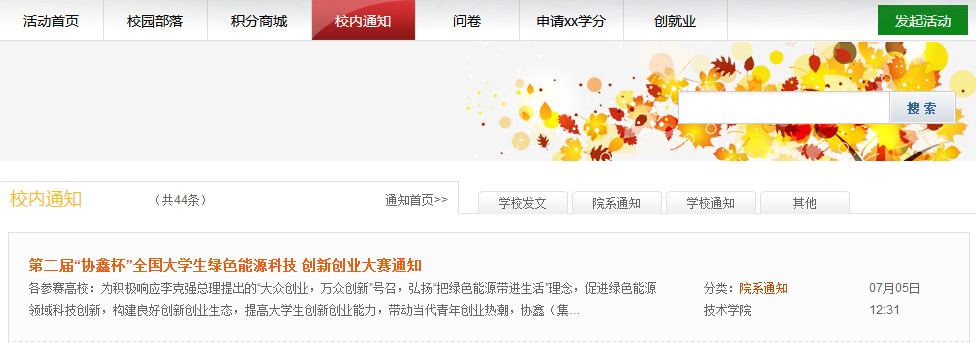 活动首页 校园部落 积分商城 校内通知 问卷 申请xx学分 创就业 发起活动
搜 索
校内通知 （共44条） 通知首页>> 学校发文 院系通知 学校通知 其他
第二届“协鑫杯”全国大学生绿色能源科技 创新创业大赛通知
各参赛高校：为积极响应李克强总理提出的“大众创业，万众创新”号召，弘扬“把绿色能源带进生活”理念，促进绿色能源 分类：院系通知 07月05日
领域科技创新，构建良好创新创业生态，提高大学生创新创业能力，带动当代青年创业热潮，协鑫（集... 技术学院 12:31